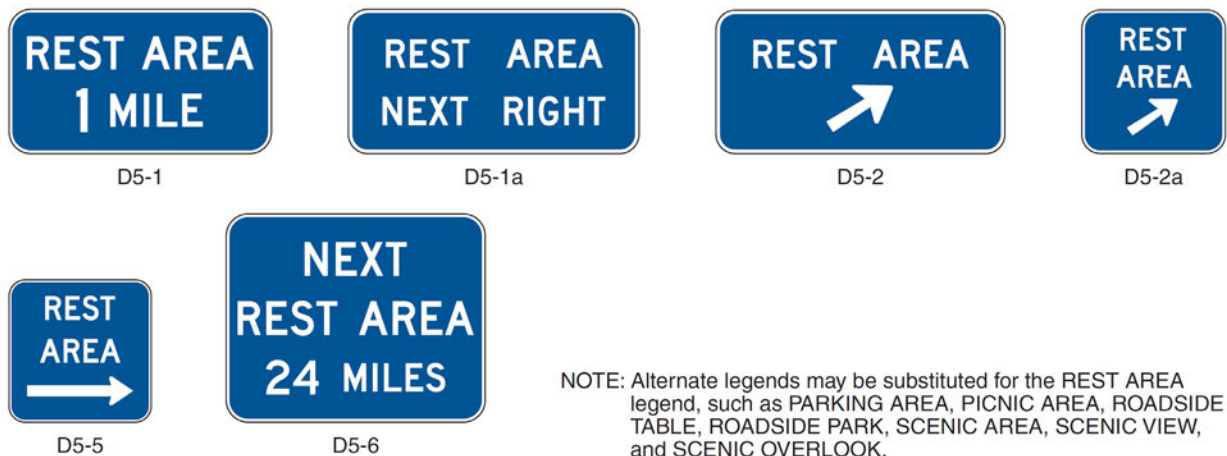 REST AREA
1 MILE
D5-1
REST AREA
NEXT RIGHT
D5-1a
REST AREA
D5-2
REST
AREA
D5-2a
REST
AREA
D5-5
NEXT
REST AREA
24 MILES
D5-6
NOTE: Alternate legends may be substituted for the REST AREA
legend, such as PARKING AREA, PICNIC AREA, ROADSIDE
TABLE, ROADSIDE PARK, SCENIC AREA, SCENIC VIEW,
and SCENIC OVERLOOK.